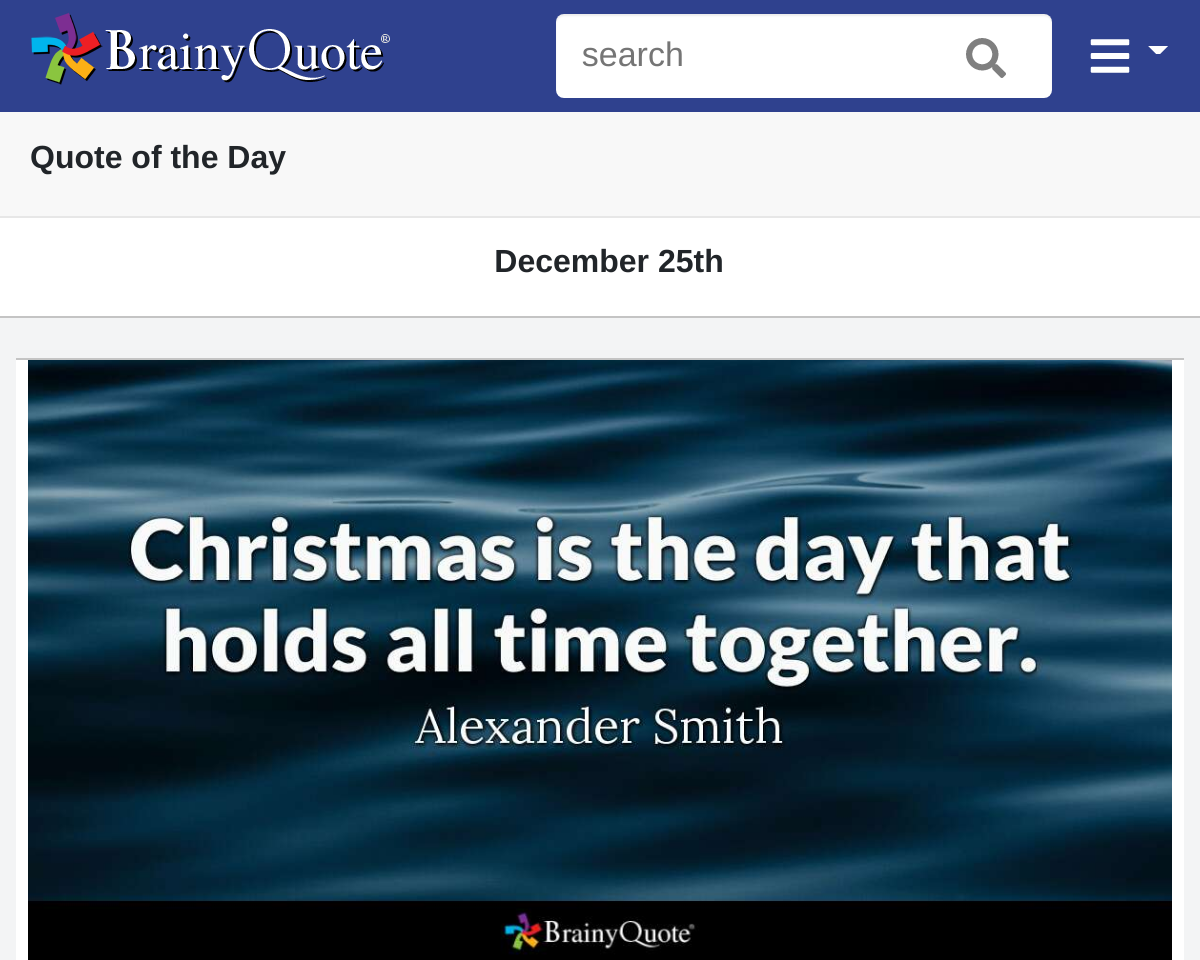 BrainyQuote®
search
Quote of the Day
December 25th
Christmas is the day that
holds all time together.
Alexander Smith
BrainyQuote®